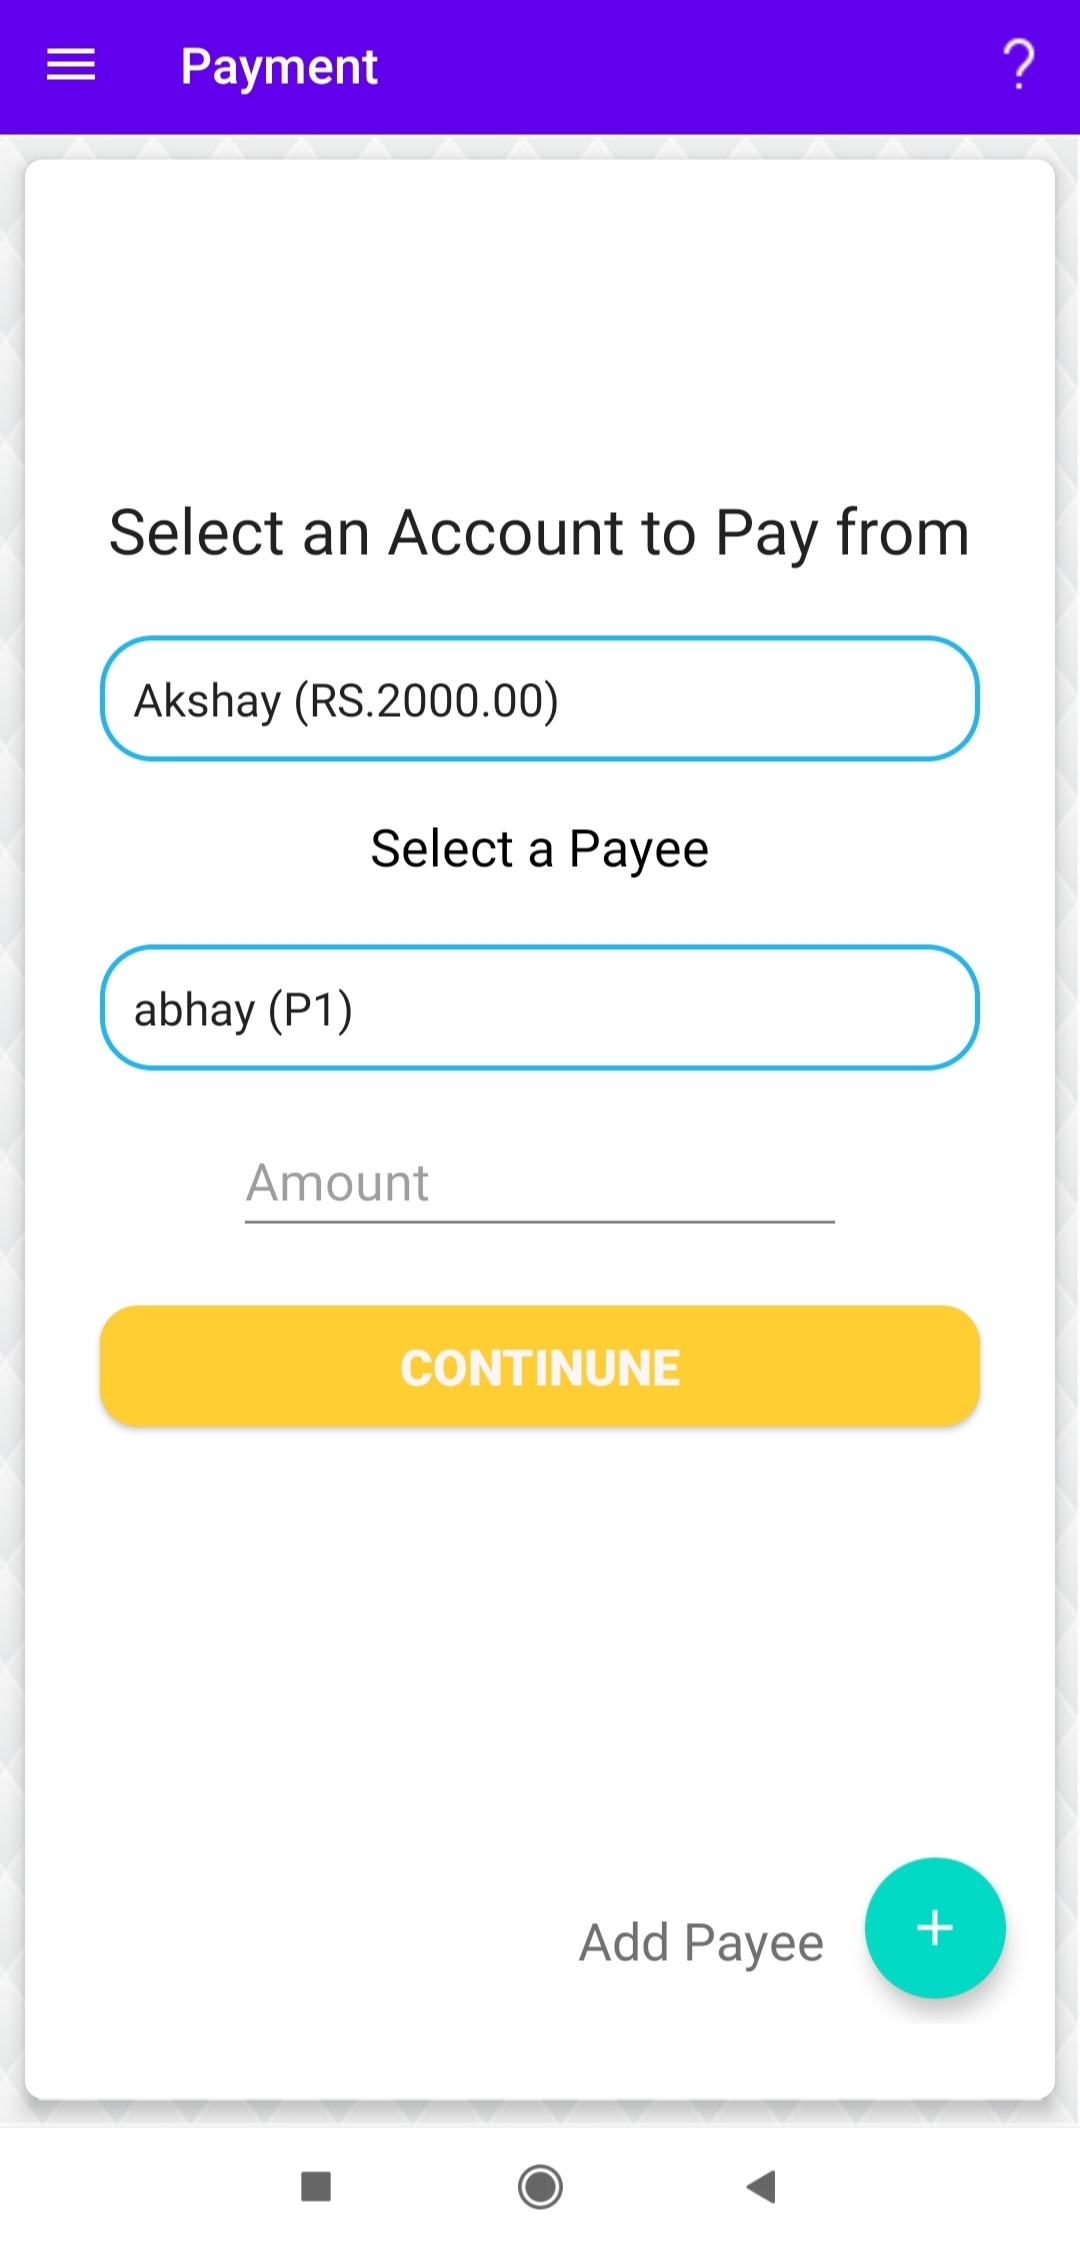 Payment ?
Select an Account to Pay from
Akshay (RS.2000.00)
Select a Payee
abhay (P1)
Amount
CONTINUNE
Add Payee +